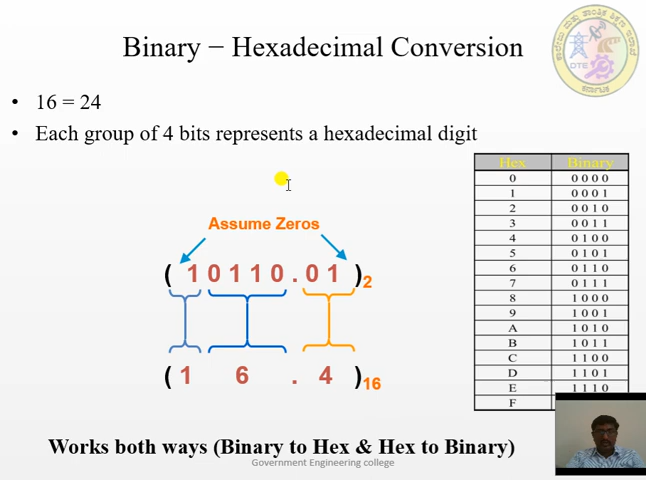 Binary − Hexadecimal Conversion
• 16 = 24
• Each group of 4 bits represents a hexadecimal digit
Assume Zeros
( 1 0 1 1 0 . 0 1 )2
( 1 6 . 4 )16
Hex Binary
0 0 0 0 0
1 0 0 0 1
2 0 0 1 0
3 0 0 1 1
4 0 1 0 0
5 0 1 0 1
6 0 1 1 0
7 0 1 1 1
8 1 0 0 0
9 1 0 0 1
A 1 0 1 0
B 1 0 1 1
C 1 1 0 0
D 1 1 0 1
E 1 1 1 0
F
Works both ways (Binary to Hex & Hex to Binary)
Government Engineering college
DTE